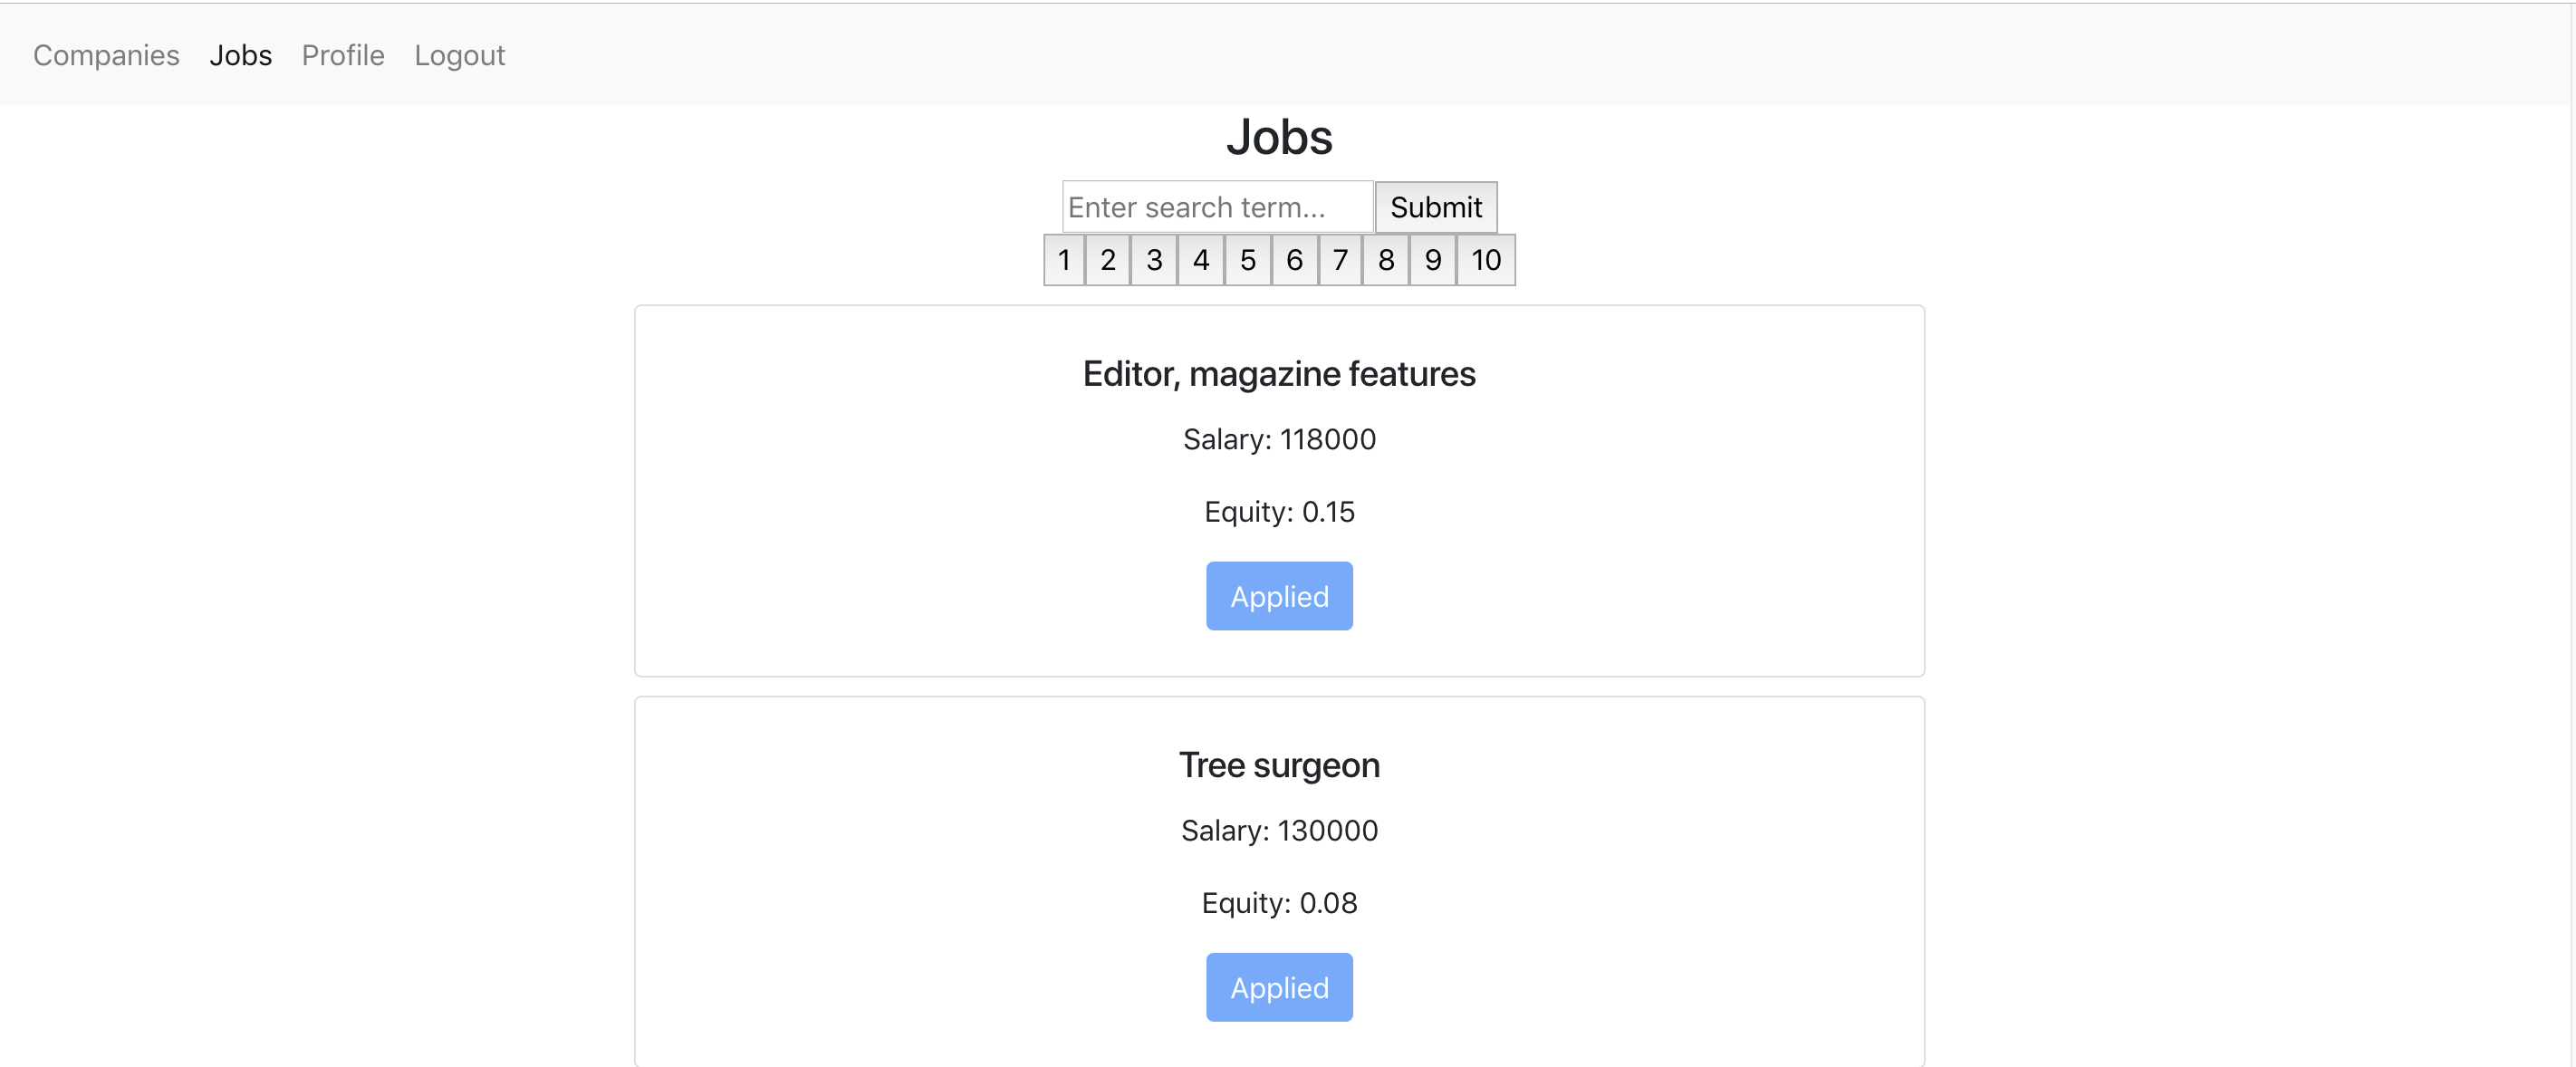 Companies Jobs Profile Logout
Jobs
Enter search term... Submit
1 2 3 4 5 6 7 8 9 10
Editor, magazine features
Salary: 118000
Equity: 0.15
Applied
Tree surgeon
Salary: 130000
Equity: 0.08
Applied